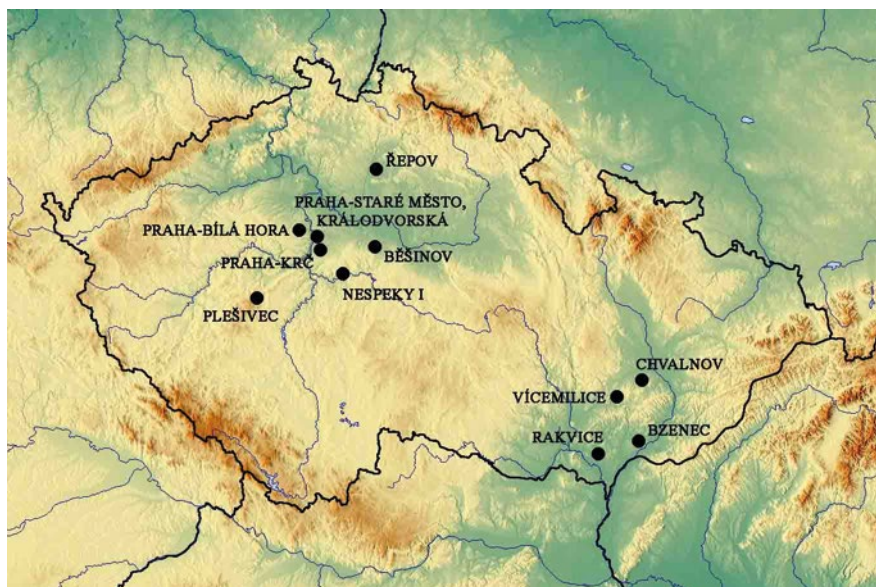 ŘEPOV
PRAHA-STARÉ MĚSTO,
KRÁLODVORSKÁ
PRAHA-BÍLÁ HORA
BĚŠINOV
PRAHA-KRČ
NESPEKY I
PLEŠIVEC
CHVALNOV
VÍCEMILICE
BZENEC
RAKVICE